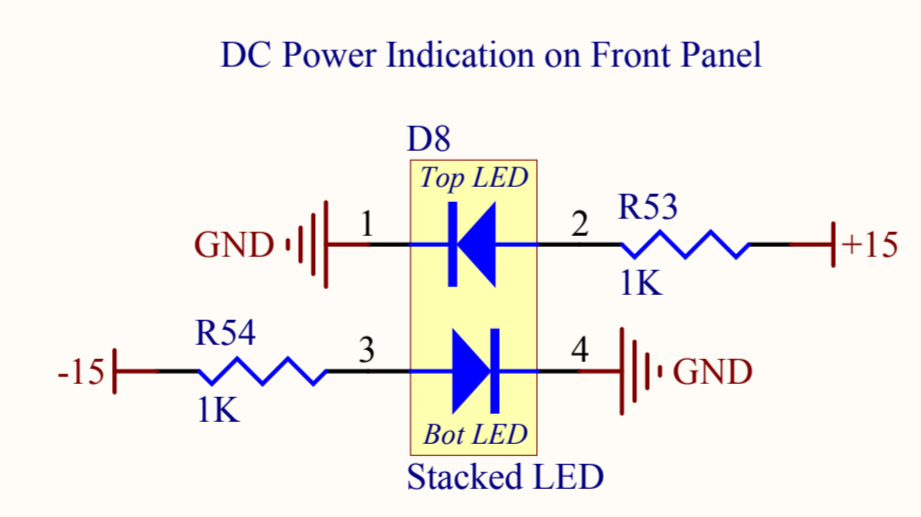 DC Power Indication on Front Panel
D8
Top LED
GND 1 2 R53 +15
1K
-15 R54 3 4 GND
1K
Bot LED
Stacked LED